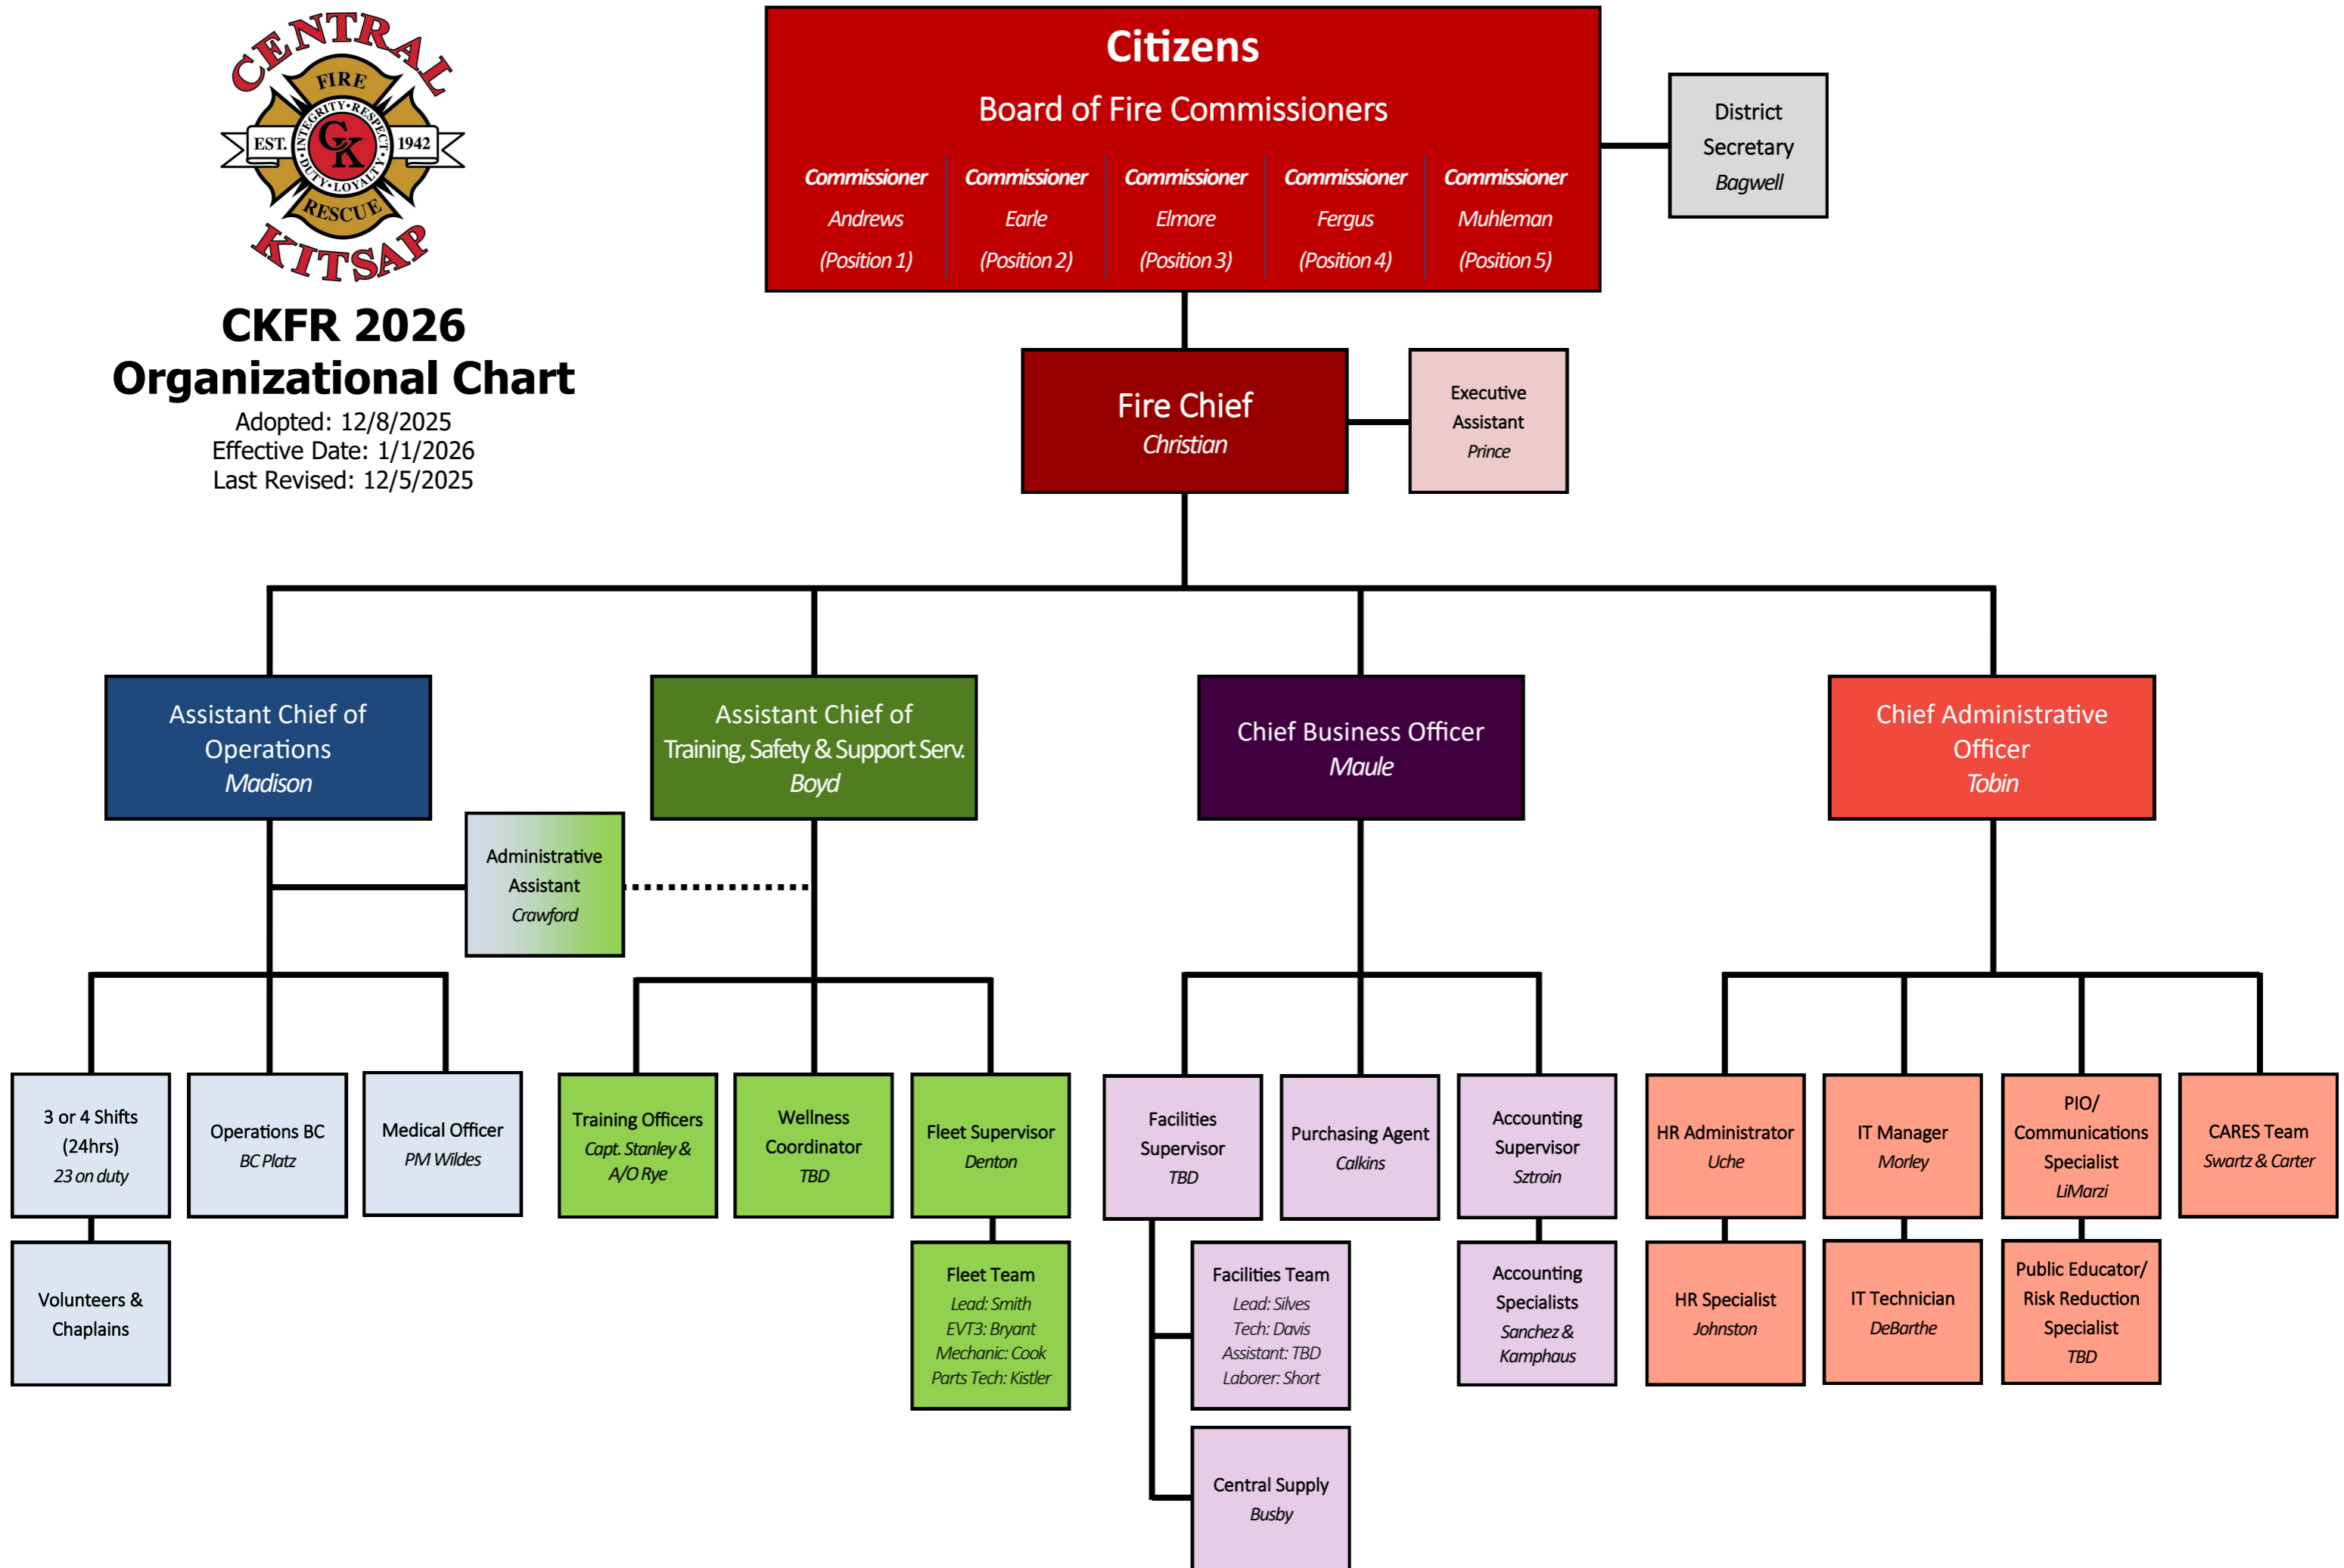 CENTRAL
FIRE
INTEGRITY • RESPECT • DUTY • LOYALTY
EST.
CK
1942
RESCUE
KITSAP
CKFR 2026
Organizational Chart
Adopted: 12/8/2025
Effective Date: 1/1/2026
Last Revised: 12/5/2025
Citizens
Board of Fire Commissioners
Commissioner
Andrews
(Position 1)
Commissioner
Earle
(Position 2)
Commissioner
Elmore
(Position 3)
Commissioner
Fergus
(Position 4)
Commissioner
Muhleman
(Position 5)
District
Secretary
Bagwell
Fire Chief
Christian
Executive
Assistant
Prince
Assistant Chief of
Operations
Madison
Assistant Chief of
Training, Safety & Support Serv.
Boyd
Chief Business Officer
Maule
Chief Administrative
Officer
Tobin
Administrative
Assistant
Crawford
3 or 4 Shifts
(24hrs)
23 on duty
Operations BC
BC Platz
Medical Officer
PM Wildes
Training Officers
Capt. Stanley &
A/O Rye
Wellness
Coordinator
TBD
Fleet Supervisor
Denton
Facilities
Supervisor
TBD
Purchasing Agent
Calkins
Accounting
Supervisor
Sztroin
HR Administrator
Uche
IT Manager
Morley
PIO/
Communications
Specialist
LiMarzi
CARES Team
Swartz & Carter
Volunteers &
Chaplains
Fleet Team
Lead: Smith
EVT3: Bryant
Mechanic: Cook
Parts Tech: Kistler
Facilities Team
Lead: Silves
Tech: Davis
Assistant: TBD
Laborer: Short
Accounting
Specialists
Sanchez &
Kamphaus
HR Specialist
Johnston
IT Technician
DeBarthe
Public Educator/
Risk Reduction
Specialist
TBD
Central Supply
Busby